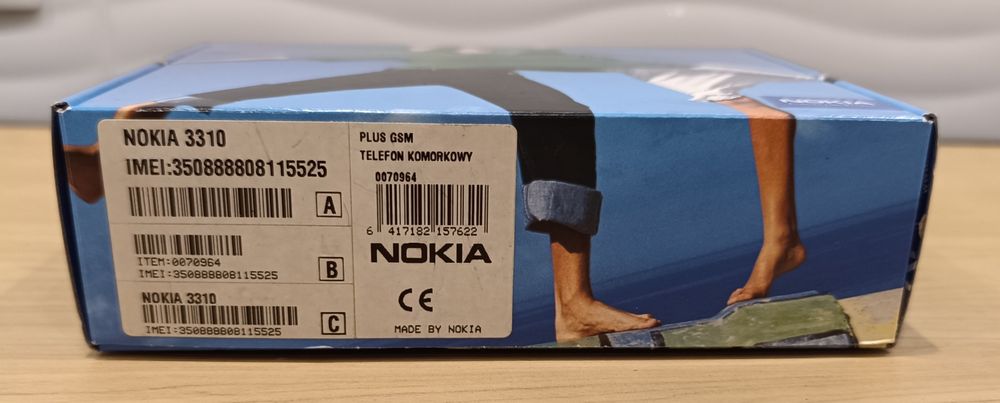 NOKIA 3310
IMEI:350888808115525
A
ITEM:0070964
IMEI:350888808115525
B
NOKIA 3310
IMEI:350888808115525
C
PLUS GSM
TELEFON KOMORKOWY
0070964
6 417182 157622
NOKIA
CE
MADE BY NOKIA
NOKIA